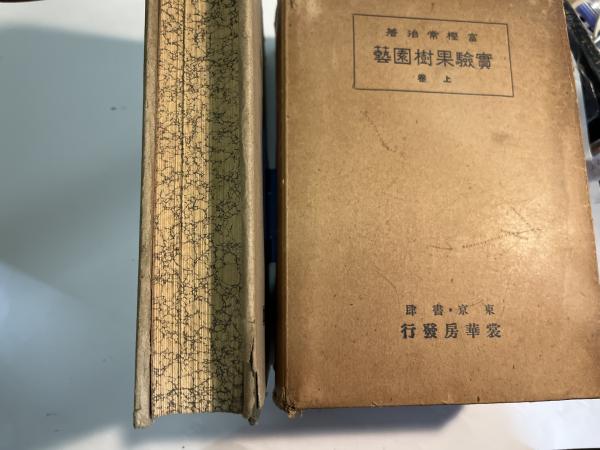 富樫常治著
實驗果樹園藝
上卷
東京・書肆
裳華房發行